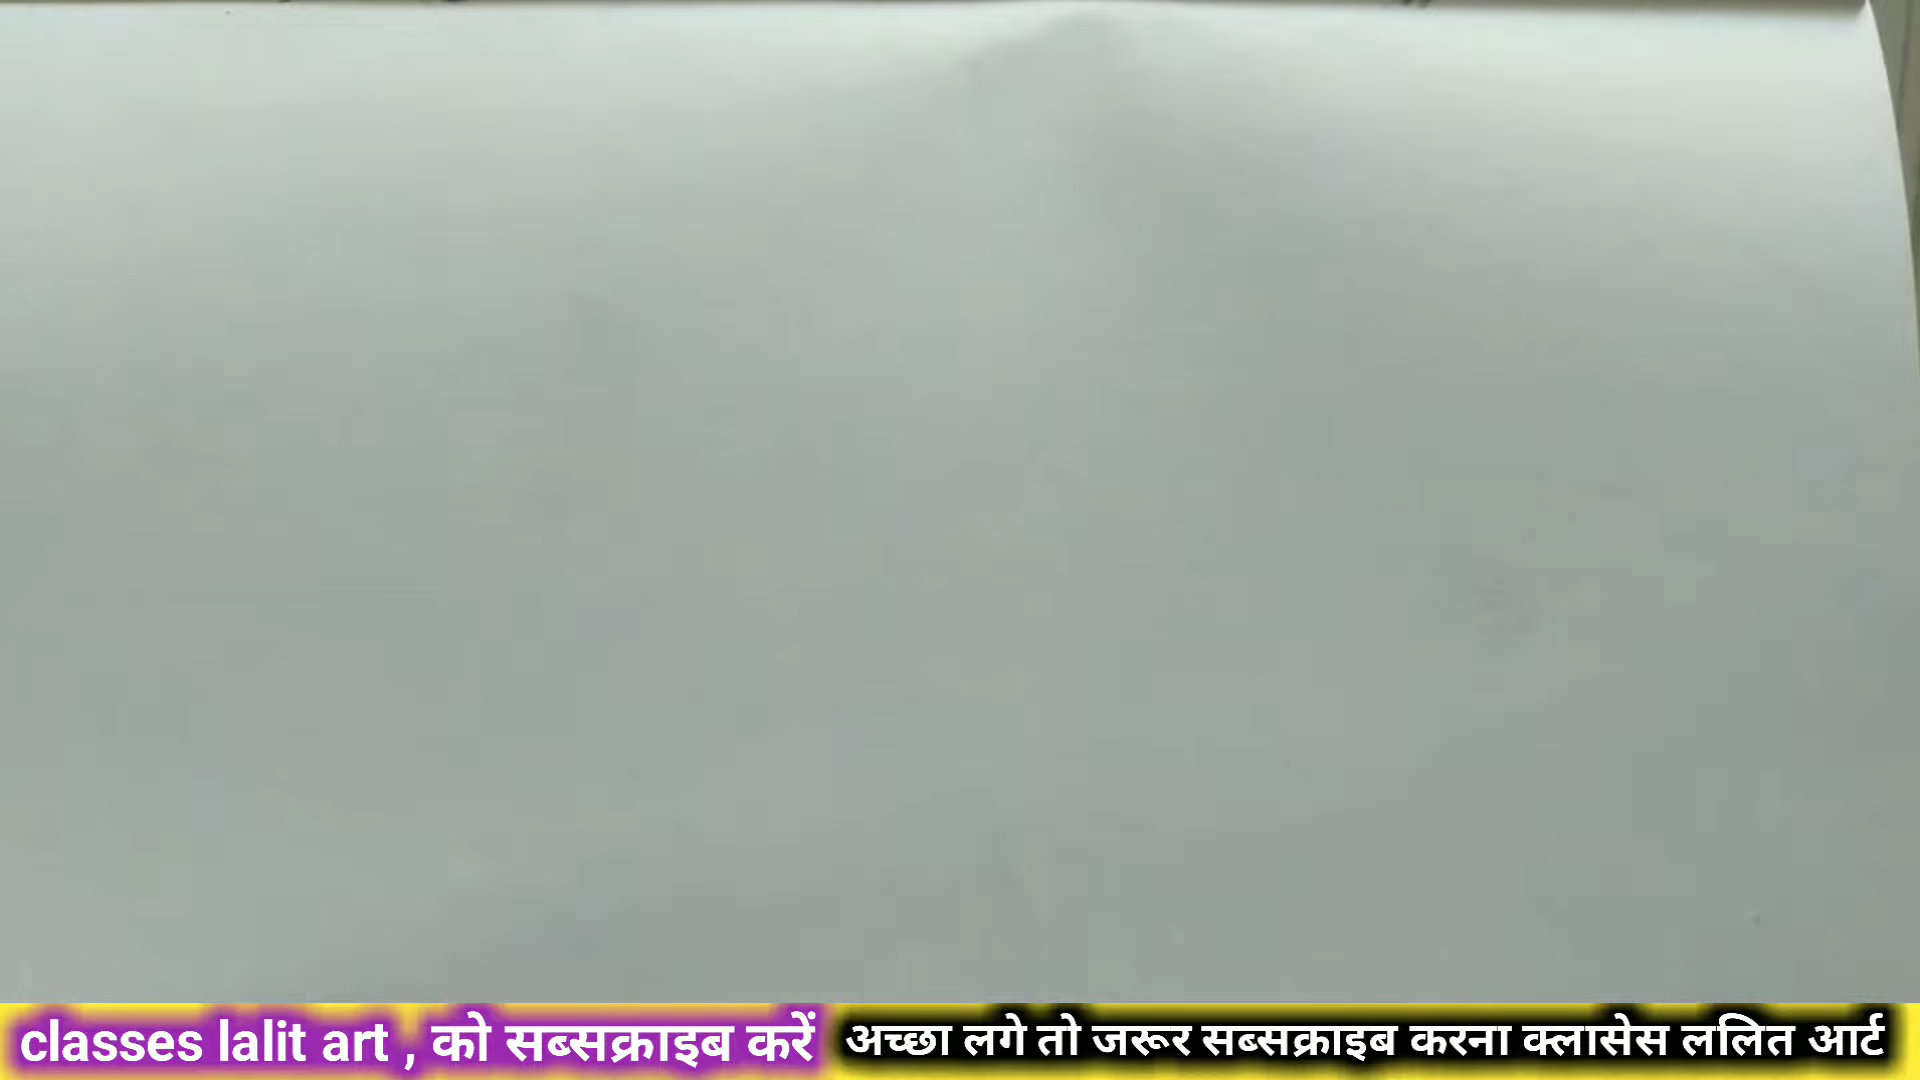 classes lalit art , को सब्सक्राइब करें अच्छा लगे तो जरूर सब्सक्राइब करना क्लासेस ललित आर्ट